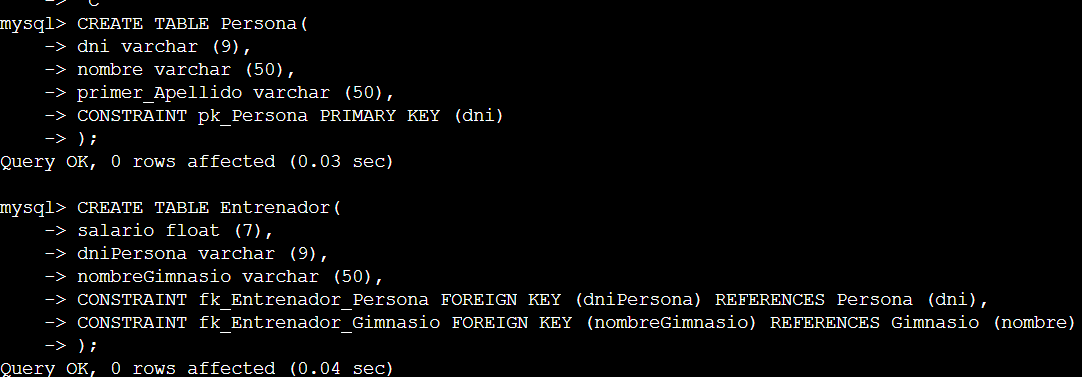 -> ^C
mysql> CREATE TABLE Persona(
-> dni varchar (9),
-> nombre varchar (50),
-> primer_Apellido varchar (50),
-> CONSTRAINT pk_Persona PRIMARY KEY (dni)
-> );
Query OK, 0 rows affected (0.03 sec)
mysql> CREATE TABLE Entrenador(
-> salario float (7),
-> dniPersona varchar (9),
-> nombreGimnasio varchar (50),
-> CONSTRAINT fk_Entrenador_Persona FOREIGN KEY (dniPersona) REFERENCES Persona (dni),
-> CONSTRAINT fk_Entrenador_Gimnasio FOREIGN KEY (nombreGimnasio) REFERENCES Gimnasio (nombre)
-> );
Query OK, 0 rows affected (0.04 sec)